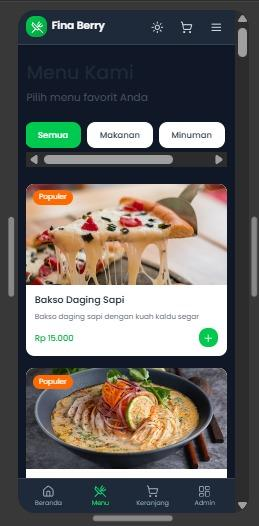 Fina Berry
Menu Kami
Pilih menu favorit Anda
Semua
Makanan
Minuman
Populer
Bakso Daging Sapi
Bakso daging sapi dengan kuah kaldu segar
Rp 15.000
Populer
Beranda
Menu
Keranjang
Admin